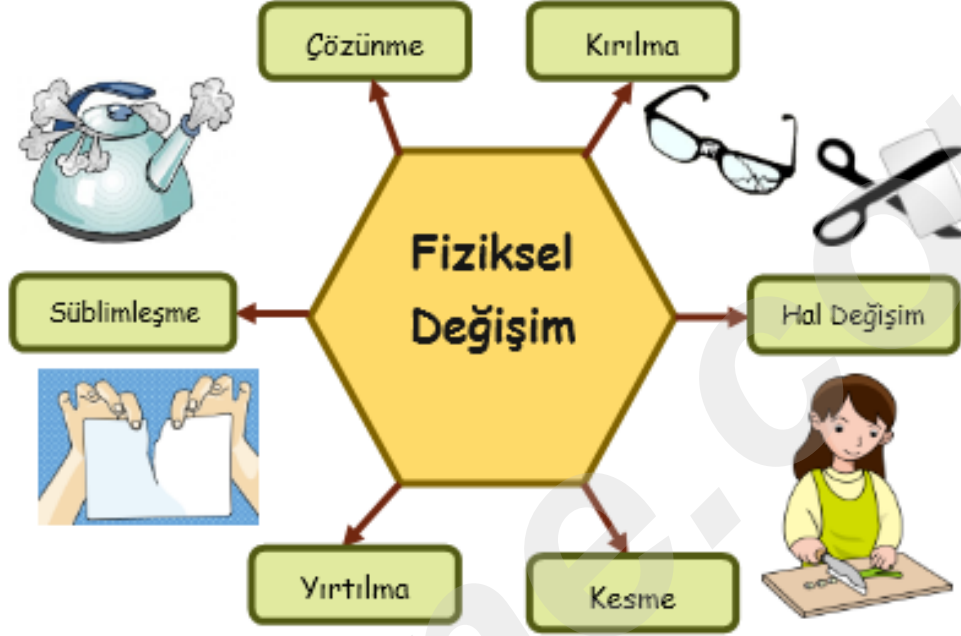 Çözünme
Kırılma
Fiziksel
Değişim
Süblimleşme
Hal Değişim
Yırtılma
Kesme